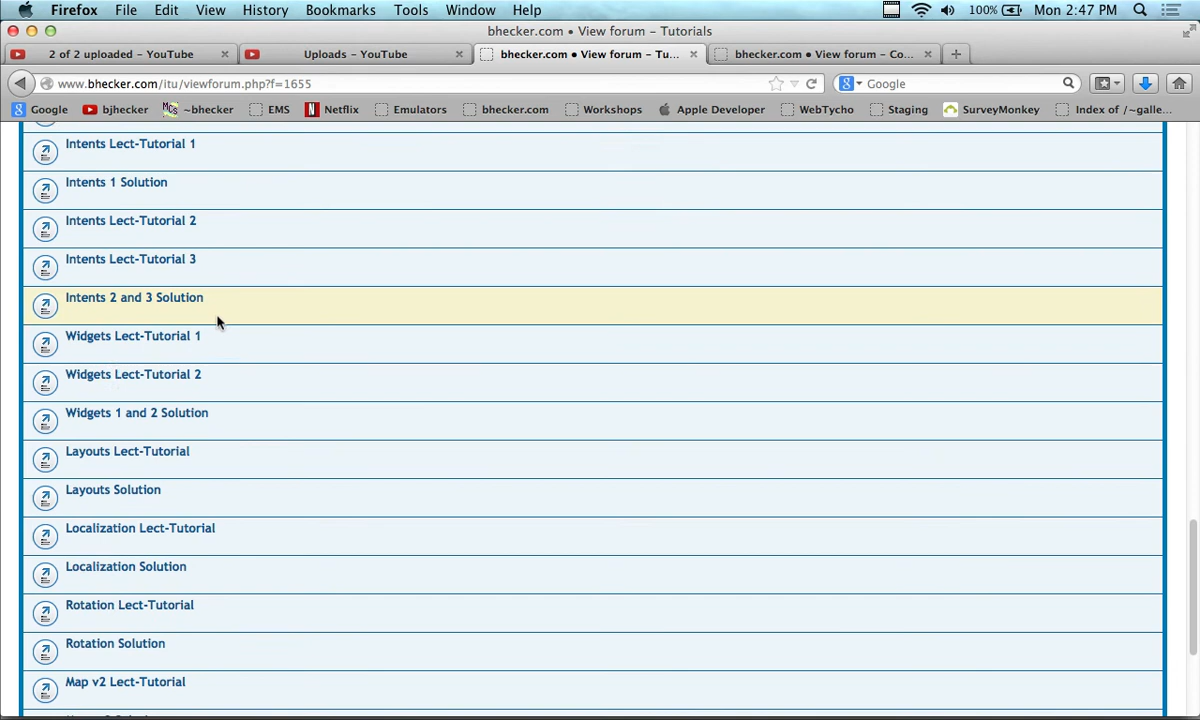 Firefox File Edit View History Bookmarks Tools Window Help 100% Mon 2:47 PM
bhecker.com • View forum – Tutorials
2 of 2 uploaded – YouTube Uploads – YouTube bhecker.com • View forum – Tu... bhecker.com • View forum – Co...
www.bhecker.com/itu/viewforum.php?f=1655 Google
Google bjhecker ~bhecker EMS Netflix Emulators bhecker.com Workshops Apple Developer WebTycho Staging SurveyMonkey Index of /~galle...
Intents Lect-Tutorial 1
Intents 1 Solution
Intents Lect-Tutorial 2
Intents Lect-Tutorial 3
Intents 2 and 3 Solution
Widgets Lect-Tutorial 1
Widgets Lect-Tutorial 2
Widgets 1 and 2 Solution
Layouts Lect-Tutorial
Layouts Solution
Localization Lect-Tutorial
Localization Solution
Rotation Lect-Tutorial
Rotation Solution
Map v2 Lect-Tutorial